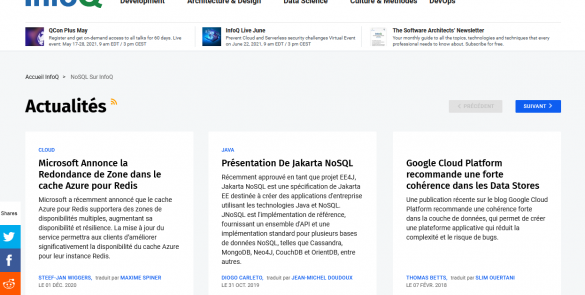 InfoQ
Development
Architecture & Design
Data Science
Culture & Methodes
DevOps
QCon Plus May
Register and get on-demand access to all talks for 60 days. Live
event. May 17-28, 2021, 9 am EDT / 3 pm CEST
InfoQ Live June
Prevent Cloud and Serverless security challenges Virtual Event
on June 22, 2021, 9 am EDT / 3 pm CEST
The Software Architects' Newsletter
Your monthly guide to all the topics, technologies and techniques that every
professional needs to know about. Subscribe for free.
Accueil InfoQ > NoSQL Sur InfoQ
Actualités
< PRÉCÉDENT
SUIVANT >
CLOUD
Microsoft Annonce la
Redondance de Zone dans le
cache Azure pour Redis
Microsoft a récemment annoncé que le cache
Azure pour Redis supportera des zones de
disponibilités multiples, augmentant sa
disponibilité et résilience. La mise à jour du
service permettra aux clients d'améliorer
significativement la disponibilité du cache Azure
pour leur instance Redis.
STEEF-JAN WIGGERS, traduit par MAXIME SPINER
LE 01 DÉC. 2020
JAVA
Présentation De Jakarta NoSQL
Récemment approuvé en tant que projet EE4J,
Jakarta NoSQL est une spécification de Jakarta
EE destinée à créer des applications d'entreprise
utilisant les technologies Java et NoSQL.
JNoSQL est l'implémentation de référence,
fournissant un ensemble d'API et une
implémentation standard pour plusieurs bases
de données NoSQL, telles que Cassandra,
MongoDB, Neo4J, CouchDB et OrientDB, entre
autres.
DIOGO CARLETO, traduit par JEAN-MICHEL DOUDOUX
LE 31 OCT. 2019
Google Cloud Platform
recommande une forte
cohérence dans les Data Stores
Une publication récente sur le blog Google Cloud
Platform recommande une cohérence forte
dans la couche de données, qui permet de créer
une plateforme applicative qui réduit la
complexité et le risque de bugs.
THOMAS BETTS, traduit par SLIM OUERTANI
LE 07 FÉVR. 2018
Shares